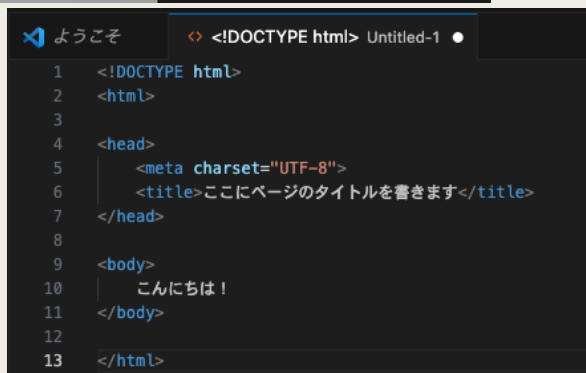 ようこそ
<!DOCTYPE html> Untitled-1
1 <!DOCTYPE html>
2 <html>
3
4 <head>
5     <meta charset="UTF-8">
6     <title>ここにページのタイトルを書きます</title>
7 </head>
8
9 <body>
10     こんにちは！
11 </body>
12
13 </html>